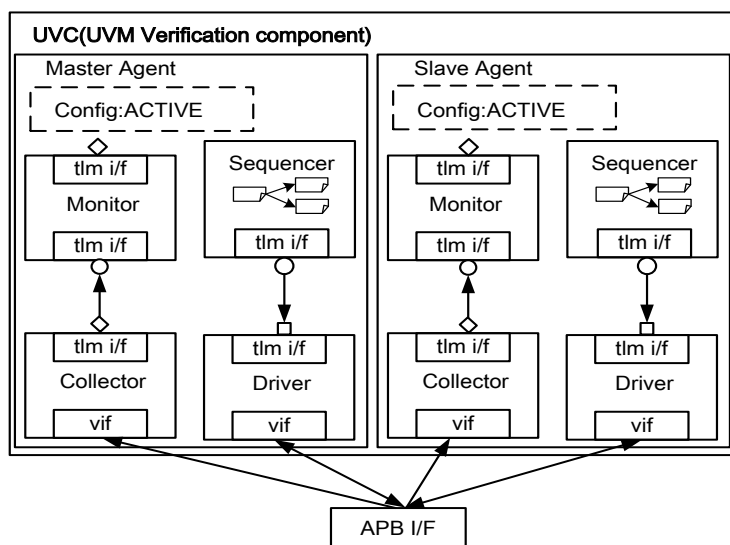 UVC(UVM Verification component)
Master Agent
Config:ACTIVE
tlm i/f
Monitor
tlm i/f
Sequencer
tlm i/f
tlm i/f
Collector
vif
tlm i/f
Driver
vif
Slave Agent
Config:ACTIVE
tlm i/f
Monitor
tlm i/f
Sequencer
tlm i/f
tlm i/f
Collector
vif
tlm i/f
Driver
vif
APB I/F